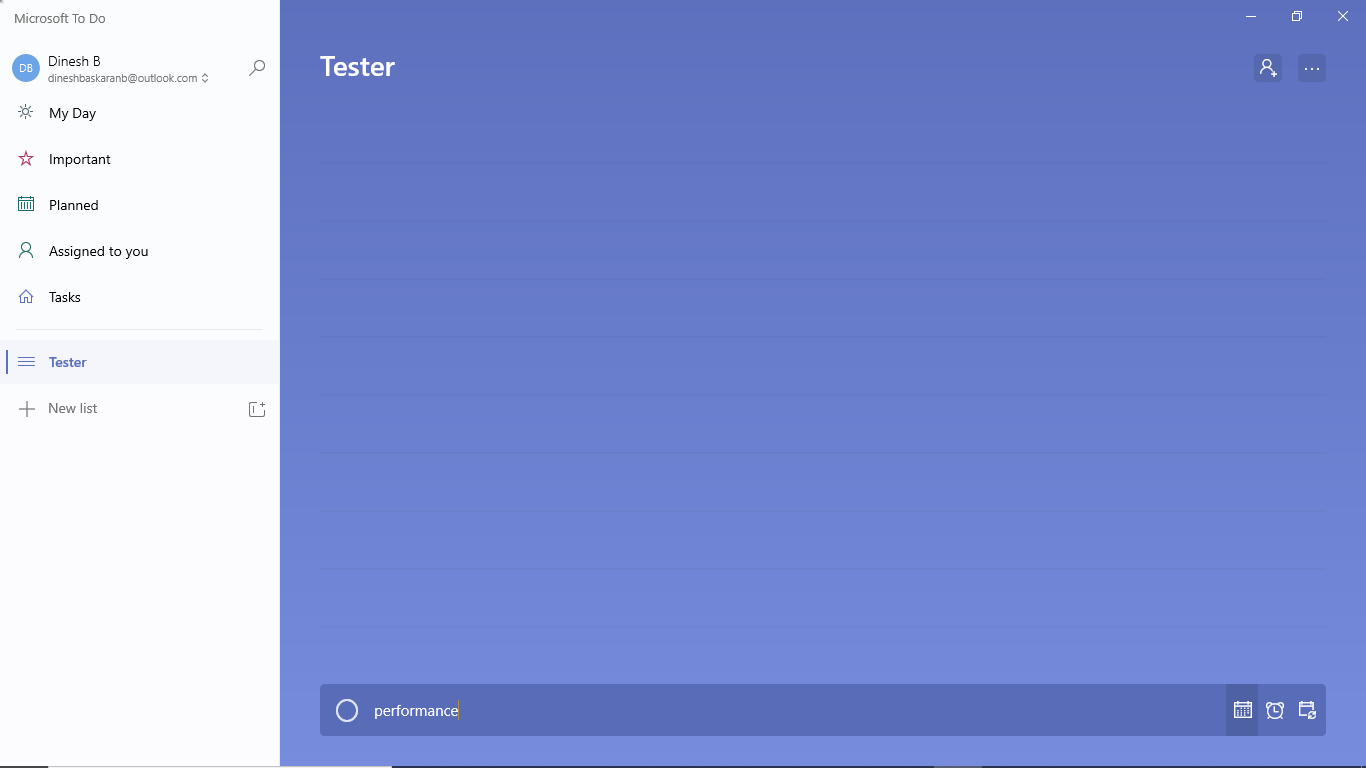 Microsoft To Do
DB
Dinesh B
dineshbaskaranb@outlook.com
My Day
Important
Planned
Assigned to you
Tasks
Tester
New list
Tester
performance